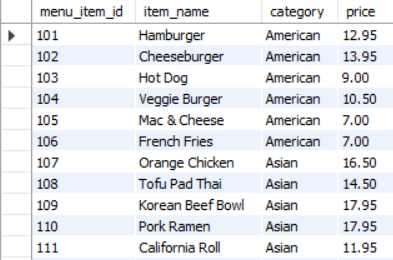 menu_item_id item_name category price
101 Hamburger American 12.95
102 Cheeseburger American 13.95
103 Hot Dog American 9.00
104 Veggie Burger American 10.50
105 Mac & Cheese American 7.00
106 French Fries American 7.00
107 Orange Chicken Asian 16.50
108 Tofu Pad Thai Asian 14.50
109 Korean Beef Bowl Asian 17.95
110 Pork Ramen Asian 17.95
111 California Roll Asian 11.95